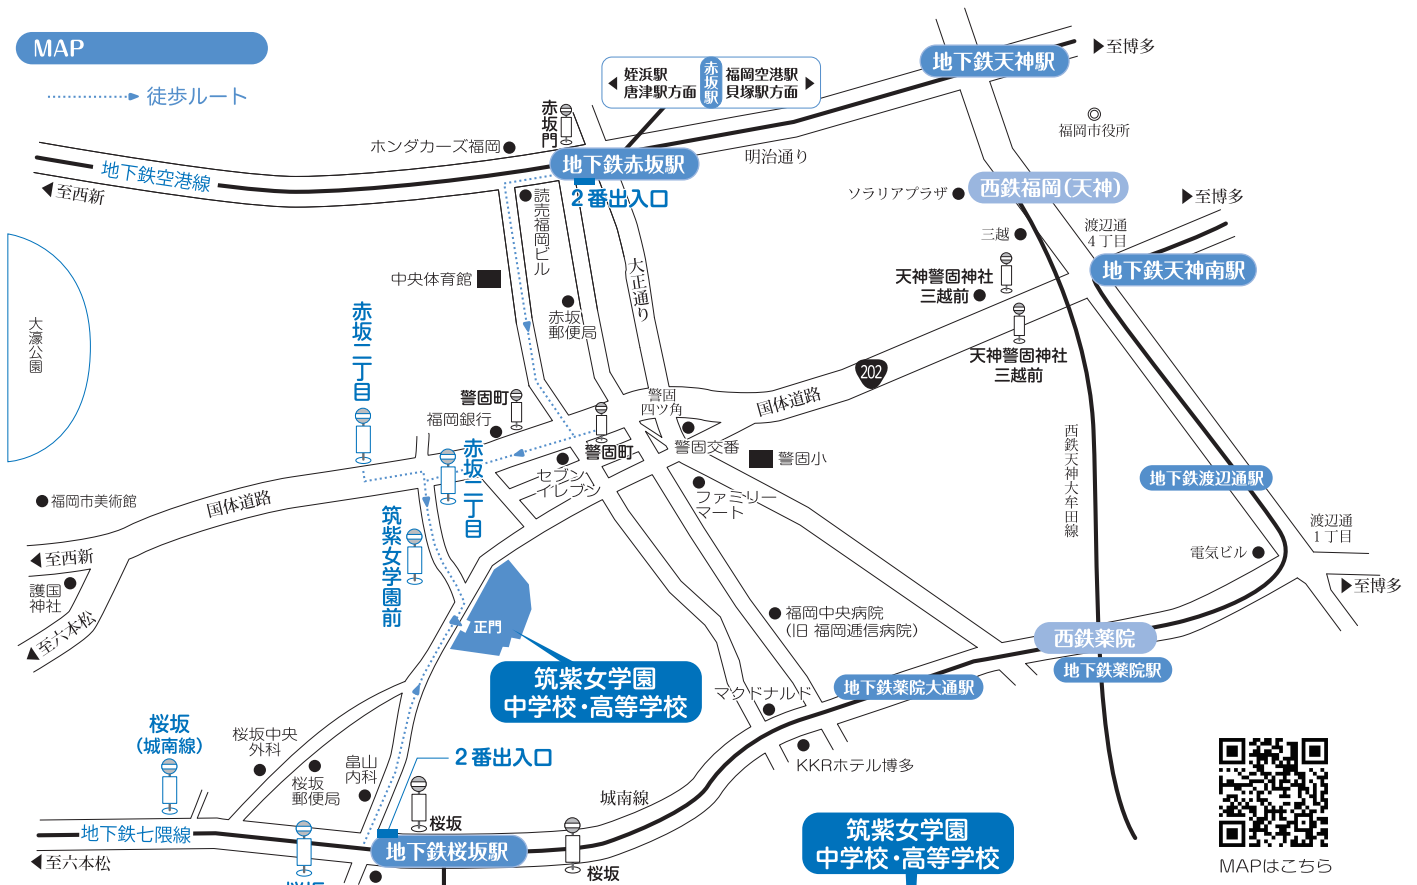 MAP
徒歩ルート
姪浜駅
唐津駅方面
赤坂駅
福岡空港駅
貝塚駅方面
地下鉄天神駅
至博多
福岡市役所
赤坂門
ホンダカーズ福岡
地下鉄赤坂駅
明治通り
地下鉄空港線
至西新
2番出入口
読売福岡ビル
ソラリアプラザ
西鉄福岡(天神)
至博多
三越
渡辺通
4丁目
地下鉄天神南駅
天神警固神社
三越前
天神警固神社
三越前
中央体育館
大正通り
赤坂
郵便局
大濠公園
赤坂二丁目
202
国体道路
警固町
福岡銀行
警固
四ツ角
警固町
警固交番
警固小
赤坂二丁目
セブン
イレブン
ファミリー
マート
西鉄天神大牟田線
地下鉄渡辺通駅
福岡市美術館
国体道路
筑紫女学園前
渡辺通
1丁目
電気ビル
至西新
護国
神社
至六本松
至博多
正門
福岡中央病院
(旧 福岡逓信病院)
西鉄薬院
地下鉄薬院駅
筑紫女学園
中学校・高等学校
マクドナルド
地下鉄薬院大通駅
桜坂
(城南線)
桜坂中央
外科
桜坂
郵便局
畠山
内科
2番出入口
KKRホテル博多
城南線
桜坂
地下鉄七隈線
地下鉄桜坂駅
至六本松
桜坂
桜坂
筑紫女学園
中学校・高等学校
MAPはこちら